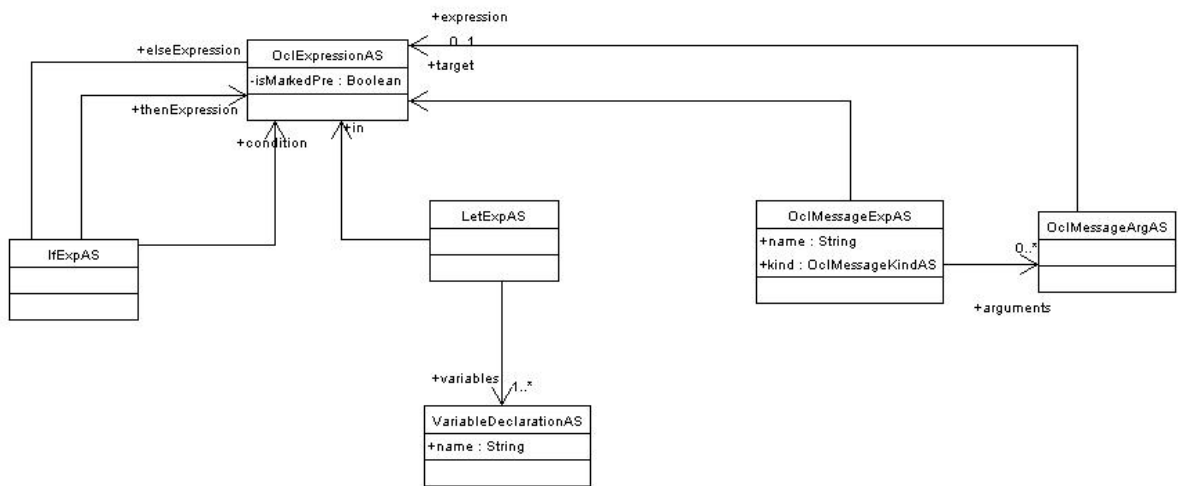 +expression
0..1
+elseExpression
OclExpressionAS
+target
-isMarkedPre : Boolean
+thenExpression
+in
+condition
LetExpAS
OclMessageExpAS
OclMessageArgAS
IfExpAS
+name : String
0..*
+kind : OclMessageKindAS
+arguments
+variables
1..*
VariableDeclarationAS
+name : String